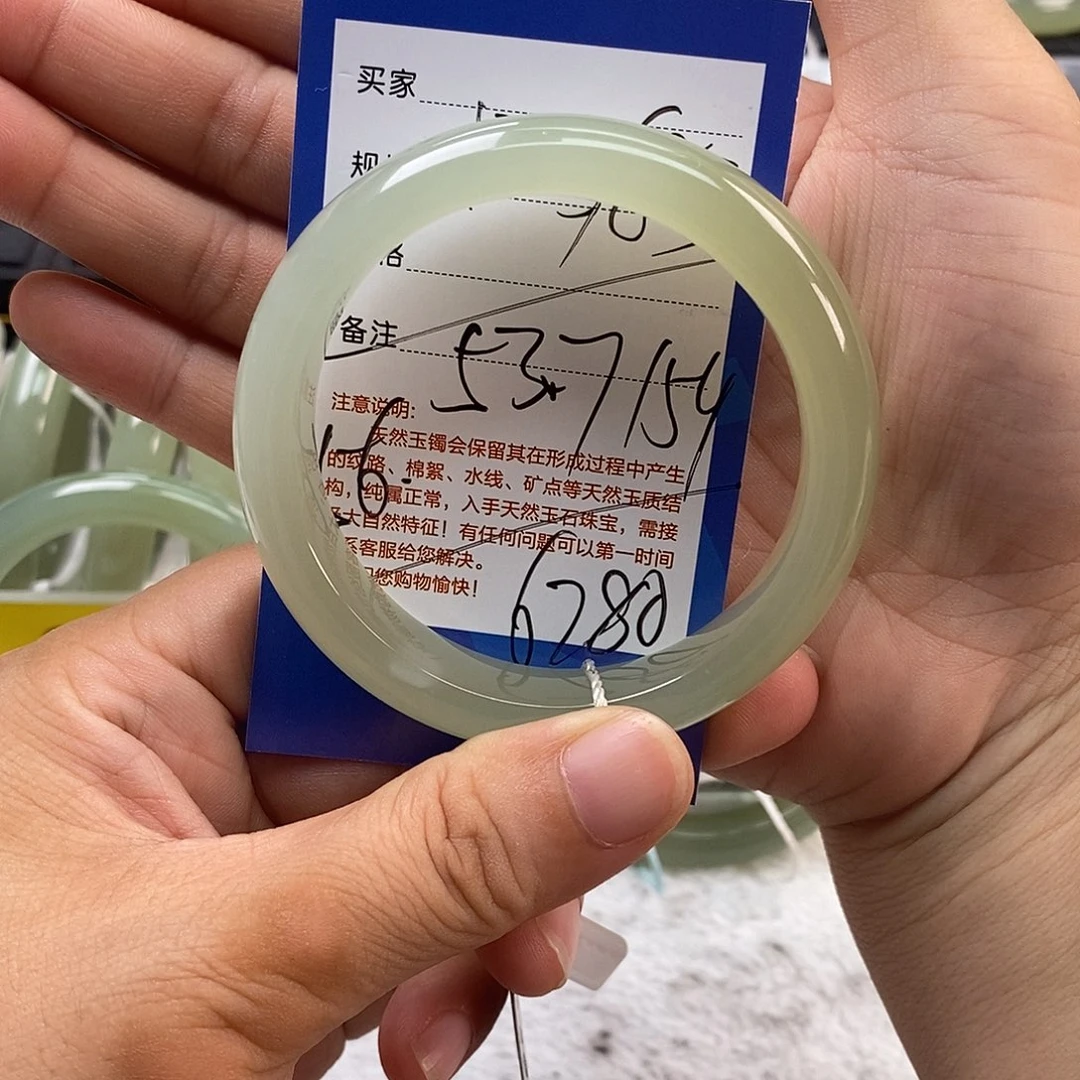 买家
规
格
备注 53.7 154
注意说明:
天然玉镯会保留其在形成过程中产生
的纹路、棉絮、水线、矿点等天然玉质结
构,纯属正常,入手天然玉石珠宝,需接
大自然特征!有任何问题可以第一时间
系客服给您解决。
您购物愉快!
6280